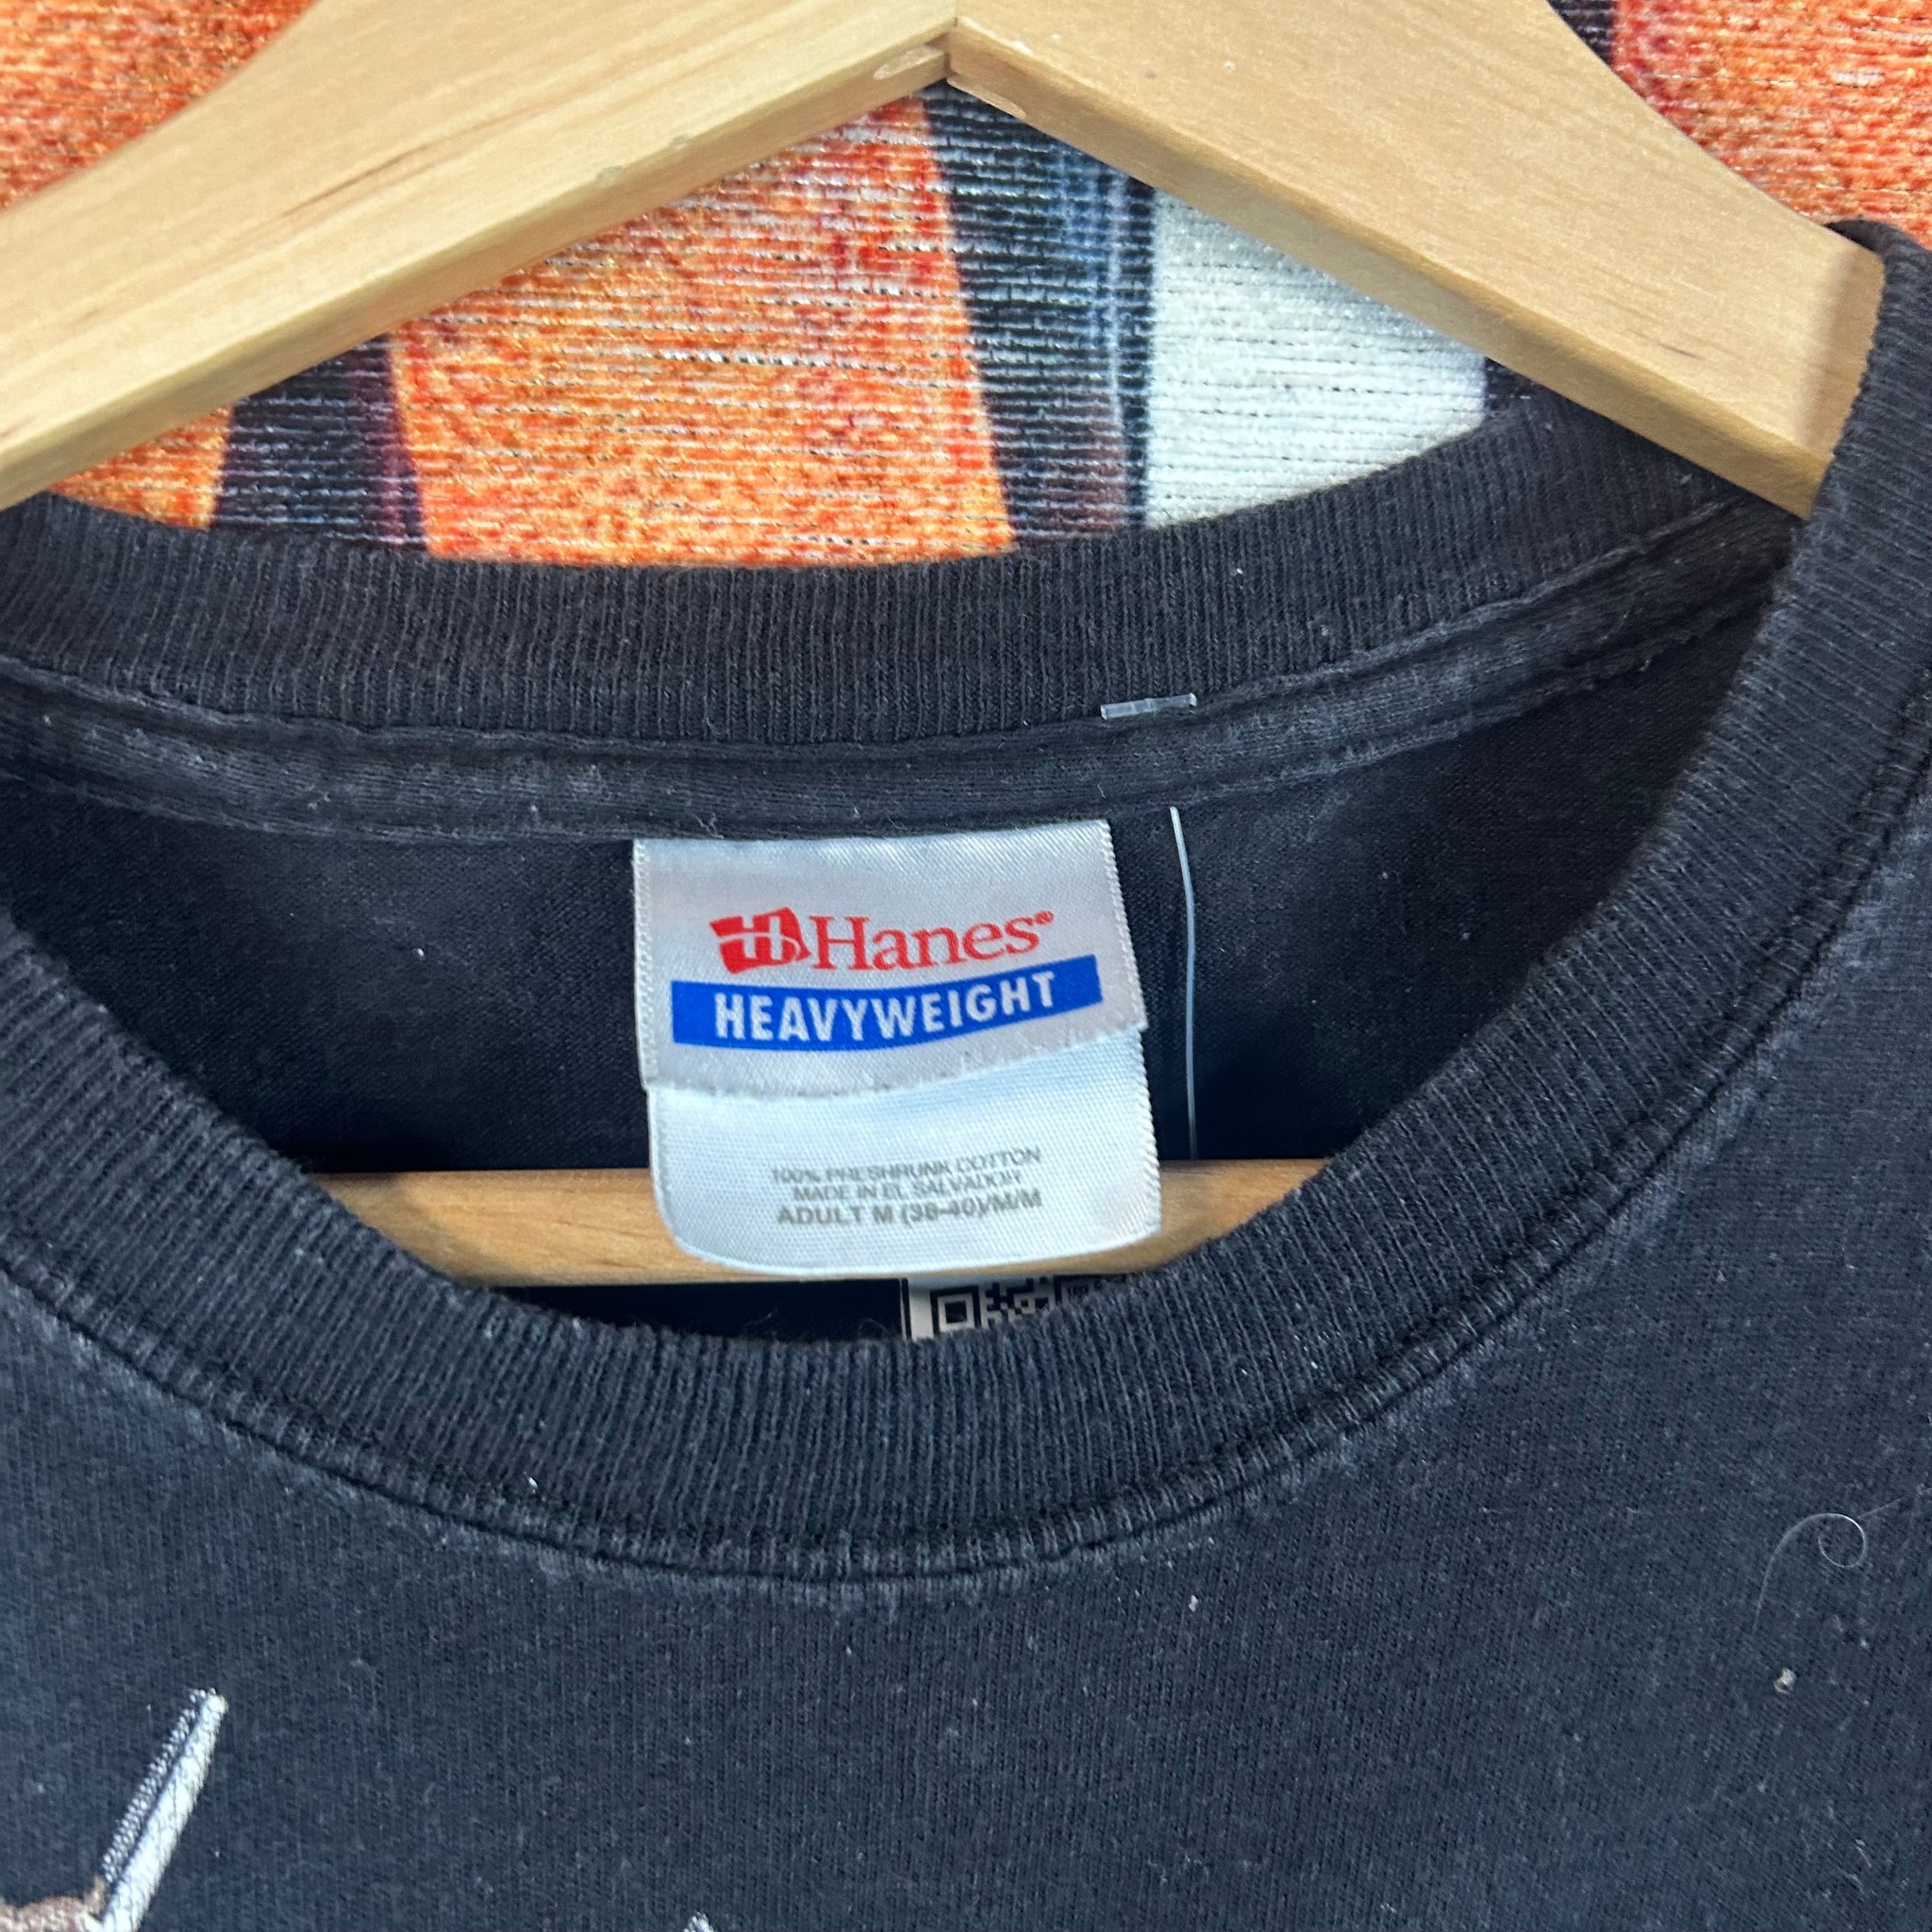 Hanes®
HEAVYWEIGHT
100% PRESHRUNK COTTON
MADE IN EL SALVADOR
ADULT M (38-40)/M/M